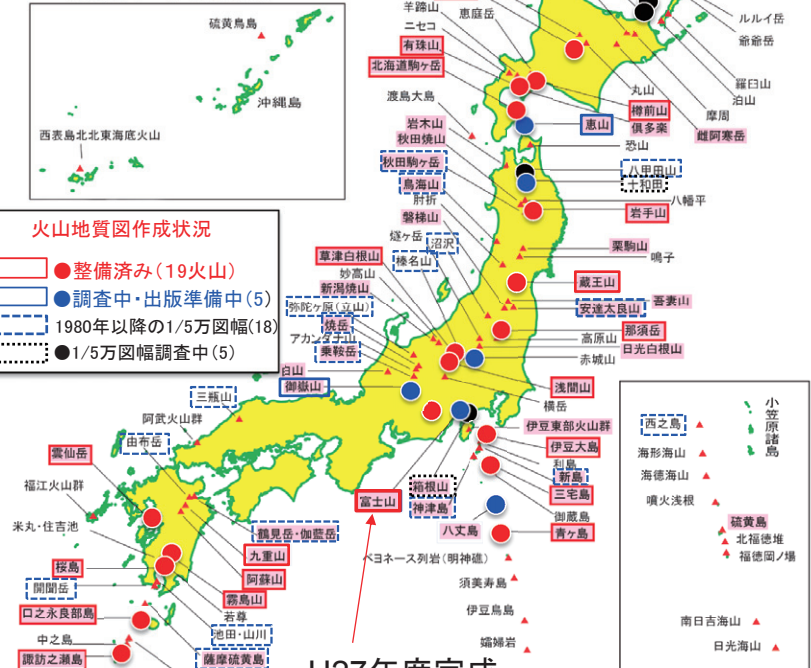 硫黄鳥島
沖縄島
西表島北北東海底火山
火山地質図作成状況
●整備済み(19火山)
●調査中・出版準備中(5)
1980年以降の1/5万図幅(18)
●1/5万図幅調査中(5)
羊蹄山
恵庭岳
ニセコ
有珠山
北海道駒ヶ岳
渡島大島
岩木山
秋田焼山
秋田駒ヶ岳
鳥海山
肘折
磐梯山
燧ヶ岳
沼沢
榛名山
草津白根山
妙高山
新潟焼山
弥陀ヶ原(立山)
焼岳
アカンダナ山
乗鞍岳
白山
御嶽山
三瓶山
阿武火山群
由布岳
雲仙岳
福江火山群
米丸・住吉池
桜島
開聞岳
口之永良部島
中之島
諏訪之瀬島
ルルイ岳
爺爺岳
羅臼山
泊山
摩周
雌阿寒岳
丸山
樽前山
倶多楽
恵山
恐山
八甲田山
十和田
八幡平
岩手山
栗駒山
鳴子
蔵王山
吾妻山
安達太良山
那須岳
高原山
日光白根山
赤城山
浅間山
横岳
伊豆東部火山群
伊豆大島
利島
新島
三宅島
御蔵島
青ヶ島
富士山
箱根山
神津島
八丈島
ベヨネース列岩(明神礁)
須美寿島
伊豆鳥島
孀婦岩
鶴見岳・伽藍岳
九重山
阿蘇山
霧島山
若尊
池田・山川
薩摩硫黄島
小笠原諸島
西之島
海形海山
海徳海山
噴火浅根
硫黄島
北福徳堆
福徳岡ノ場
南日吉海山
日光海山
H27年度完成